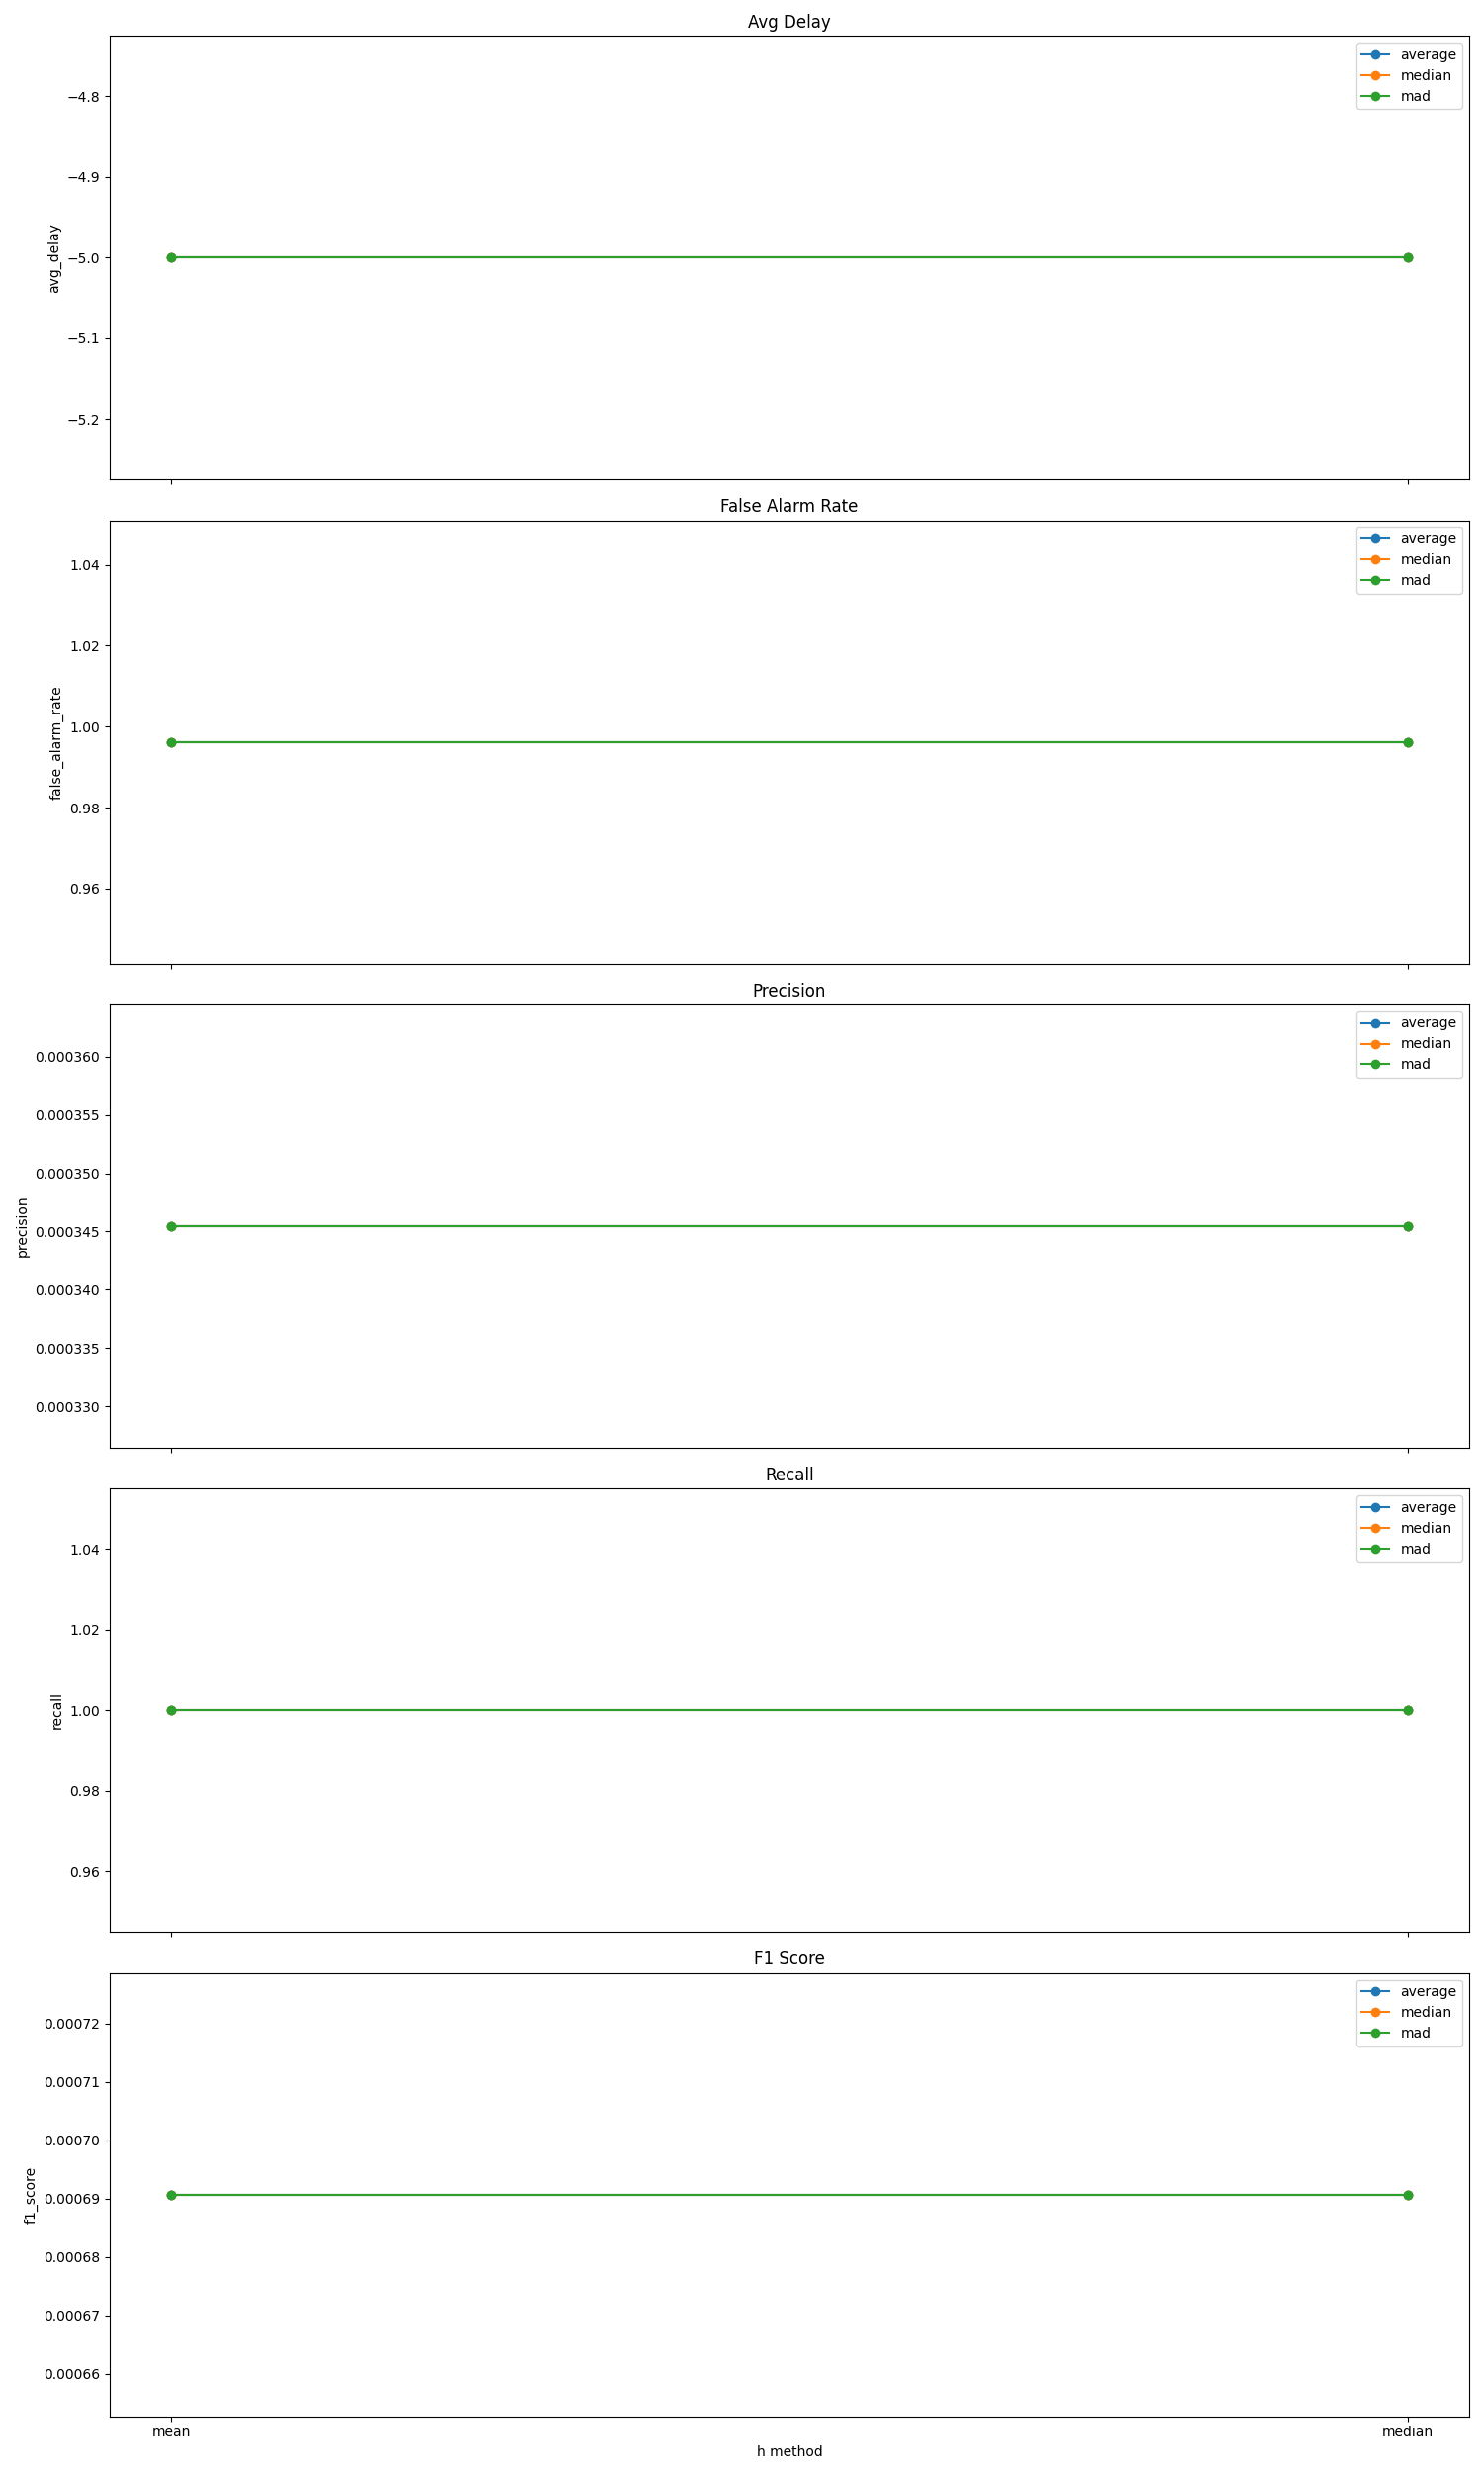 Avg Delay
average
median
mad
−4.8
−4.9
−5.0
−5.1
−5.2
avg_delay
False Alarm Rate
average
median
mad
1.04
1.02
1.00
0.98
0.96
false_alarm_rate
Precision
average
median
mad
0.000360
0.000355
0.000350
0.000345
0.000340
0.000335
0.000330
precision
Recall
average
median
mad
1.04
1.02
1.00
0.98
0.96
recall
F1 Score
average
median
mad
0.00072
0.00071
0.00070
0.00069
0.00068
0.00067
0.00066
f1_score
mean median
h method